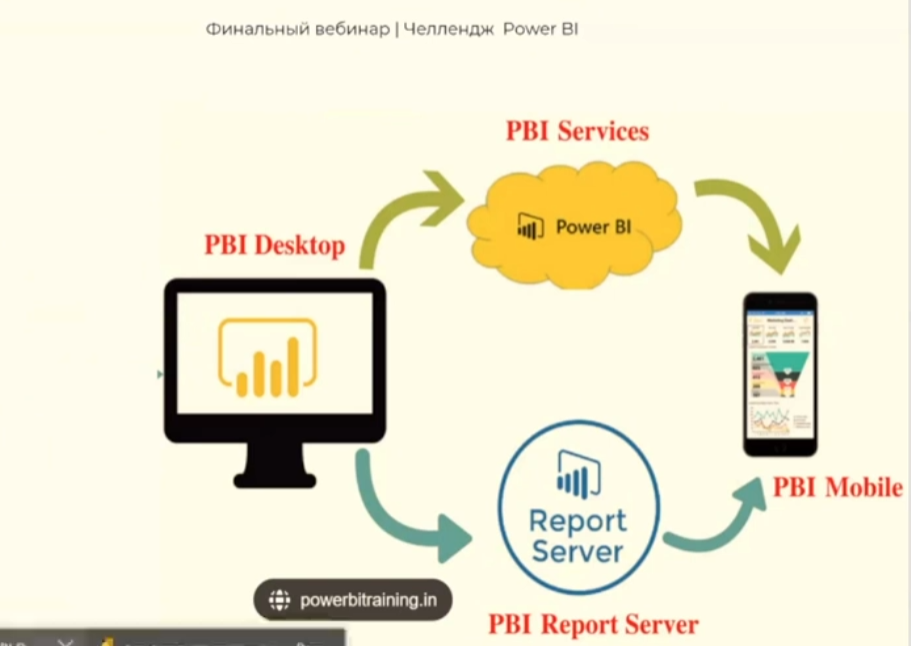 Финальный вебинар | Челлендж Power BI
PBI Services
Power BI
PBI Desktop
PBI Mobile
Report
Server
powerbitraining.in
PBI Report Server